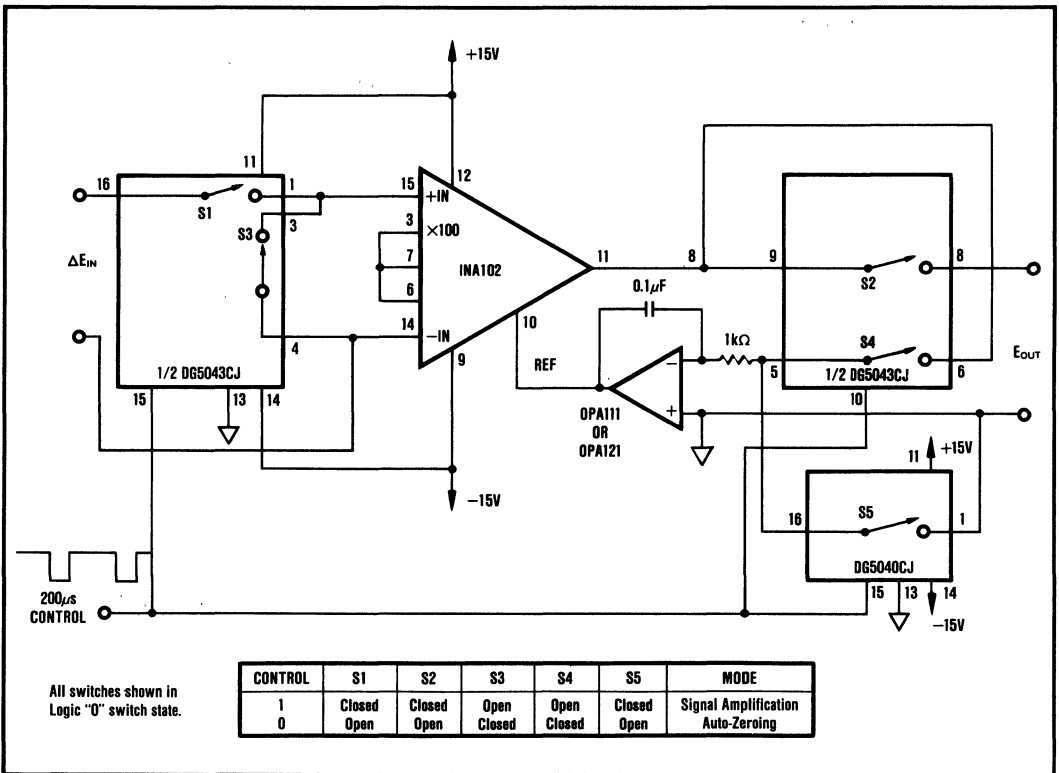 +15V
11
16
1
15
+IN
12
S1
3
3
×100
S3
ΔEIN
7
INA102
11
8
9
8
6
S2
0.1μF
14
−IN
10
4
1kΩ
S4
EOUT
9
REF
−
5
6
1/2 DG5043CJ
1/2 DG5043CJ
15
13
14
+
10
OPA111
OR
OPA121
11
+15V
−15V
16
S5
1
DG5040CJ
200μs
CONTROL
15
13
14
−15V
All switches shown in
Logic "0" switch state.
CONTROL S1 S2 S3 S4 S5 MODE
1 Closed Closed Open Open Closed Signal Amplification
0 Open Open Closed Closed Open Auto-Zeroing